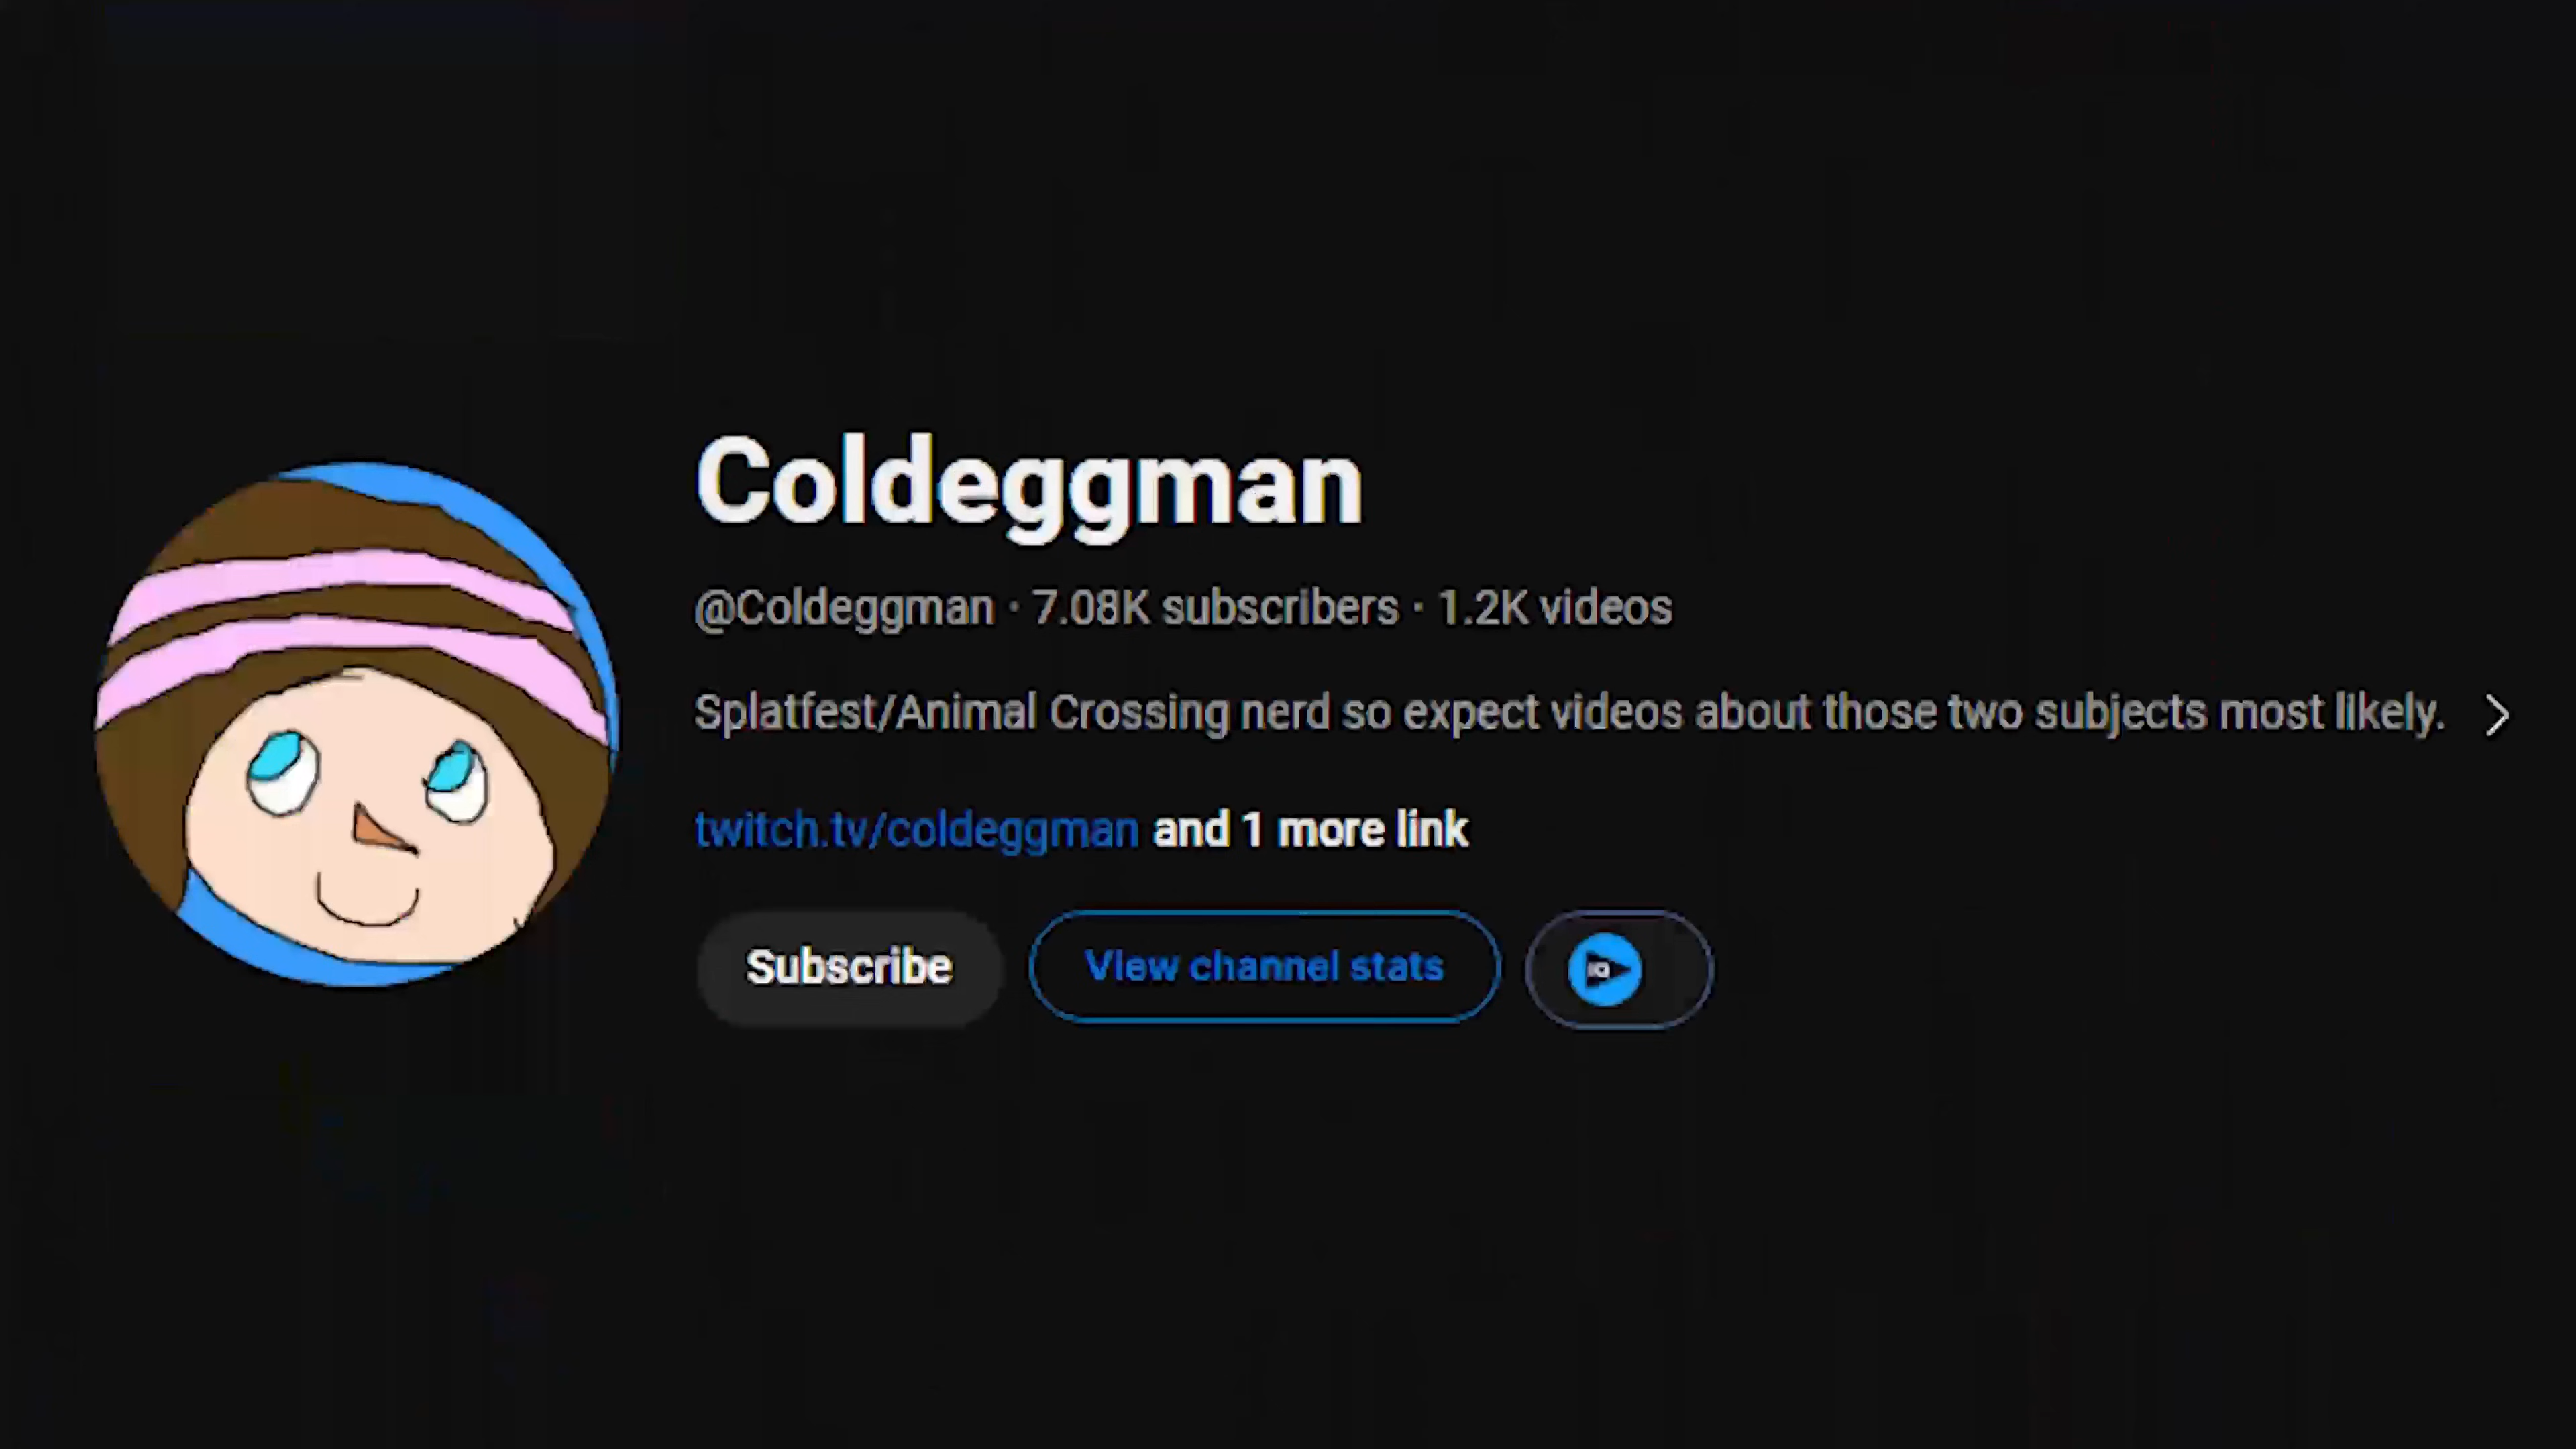 Coldeggman
@Coldeggman · 7.08K subscribers · 1.2K videos
Splatfest/Animal Crossing nerd so expect videos about those two subjects most likely.
twitch.tv/coldeggman and 1 more link
Subscribe
View channel stats
IQ